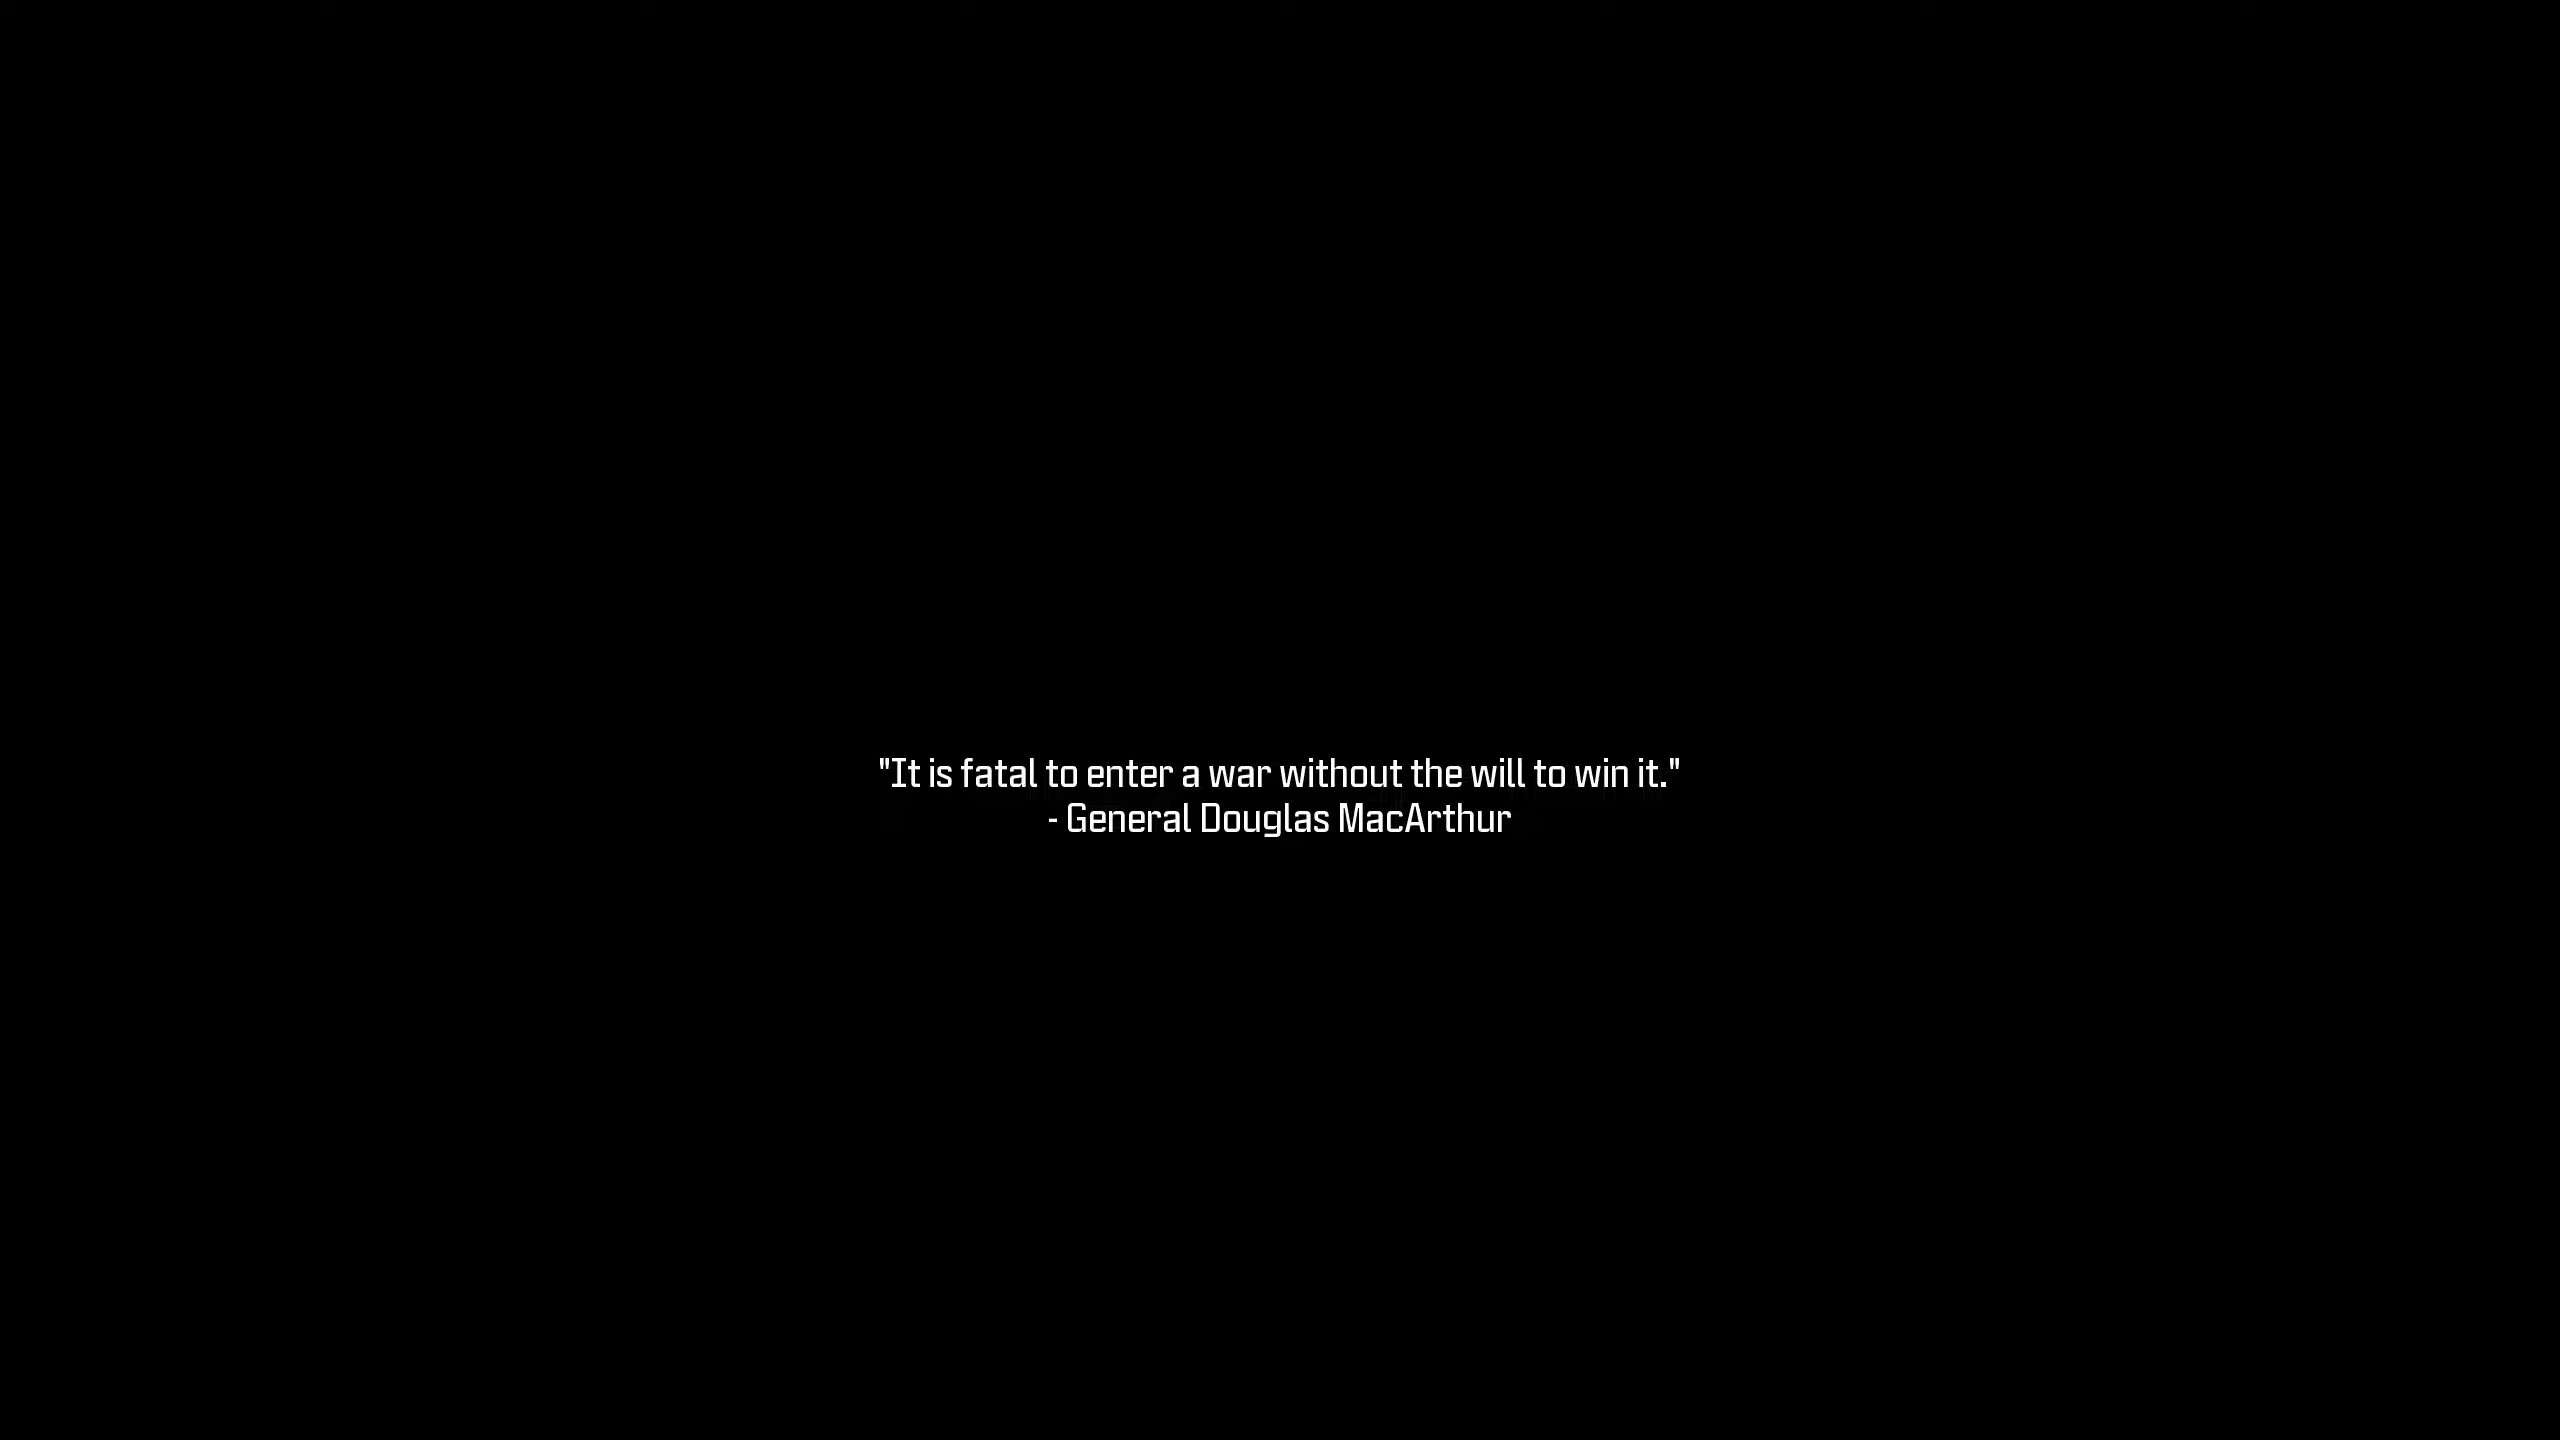 "It is fatal to enter a war without the will to win it."
- General Douglas MacArthur